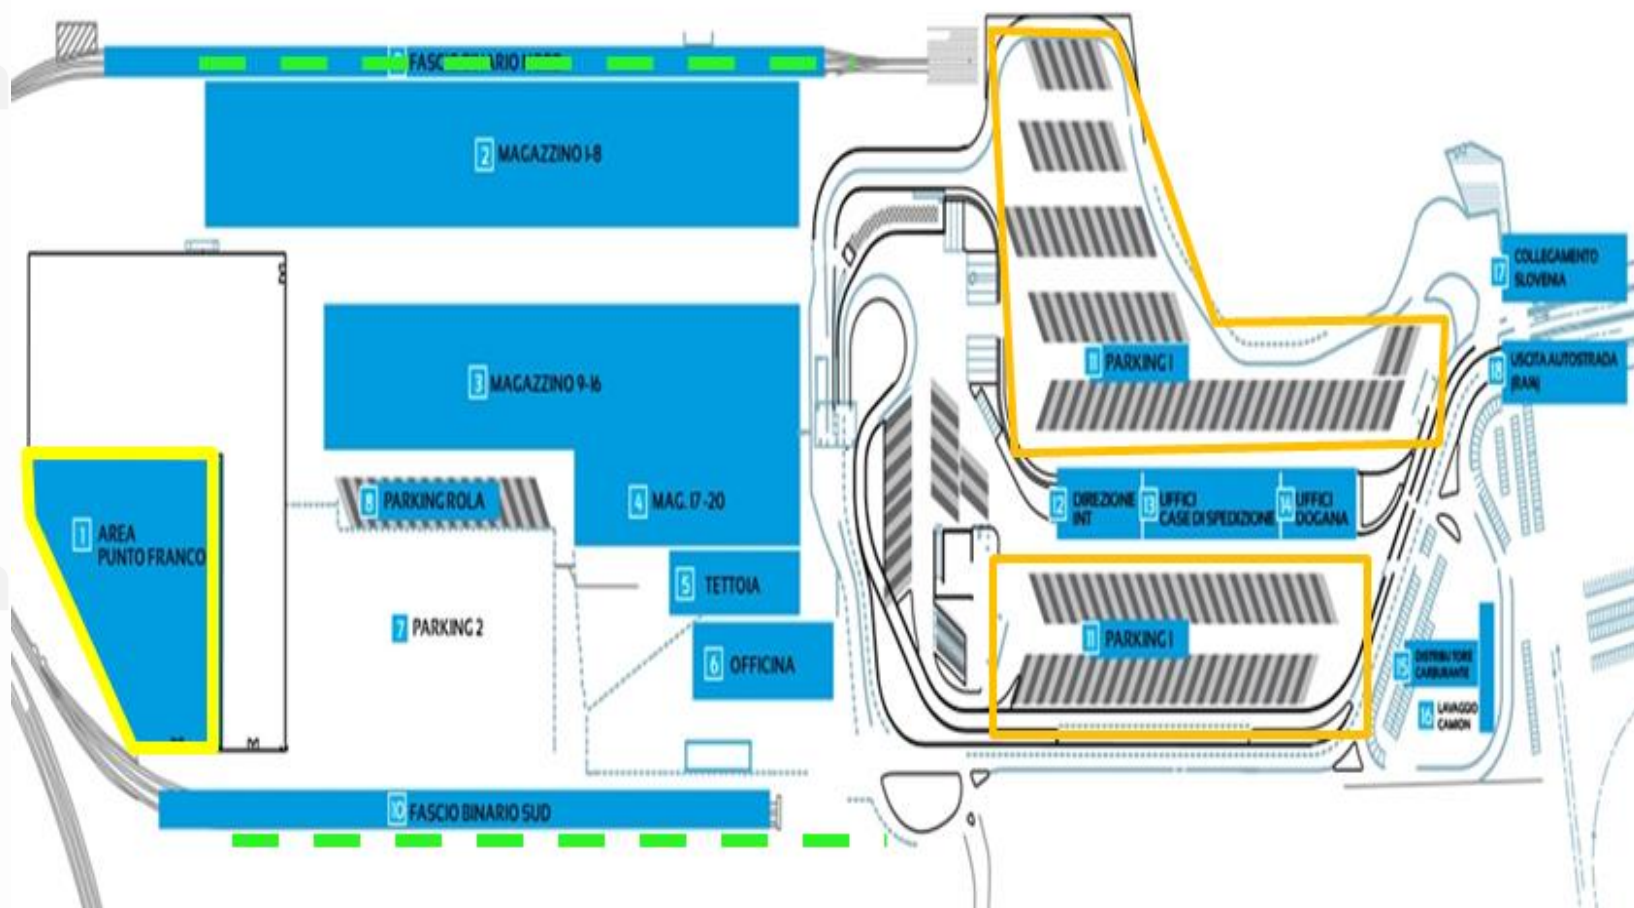 FASCIO BINARIO
2 MAGAZZINO 1-8
3 MAGAZZINO 9-16
11 PARKING 1
17 COLLEGAMENTO
SLOVENIA
18 USCITA AUTOSTRADA
(RA14)
1 AREA
PUNTO FRANCO
8 PARKING ROLA
4 MAG. 17-20
12 DIREZIONE
INT
13 UFFICI
CASE DI SPEDIZIONE
14 UFFICI
DOGANA
5 TETTOIA
7 PARKING 2
6 OFFICINA
11 PARKING 1
15 DISTRIBUTORE
CARBURANTE
16 LAVAGGIO
CAMION
10 FASCIO BINARIO SUD